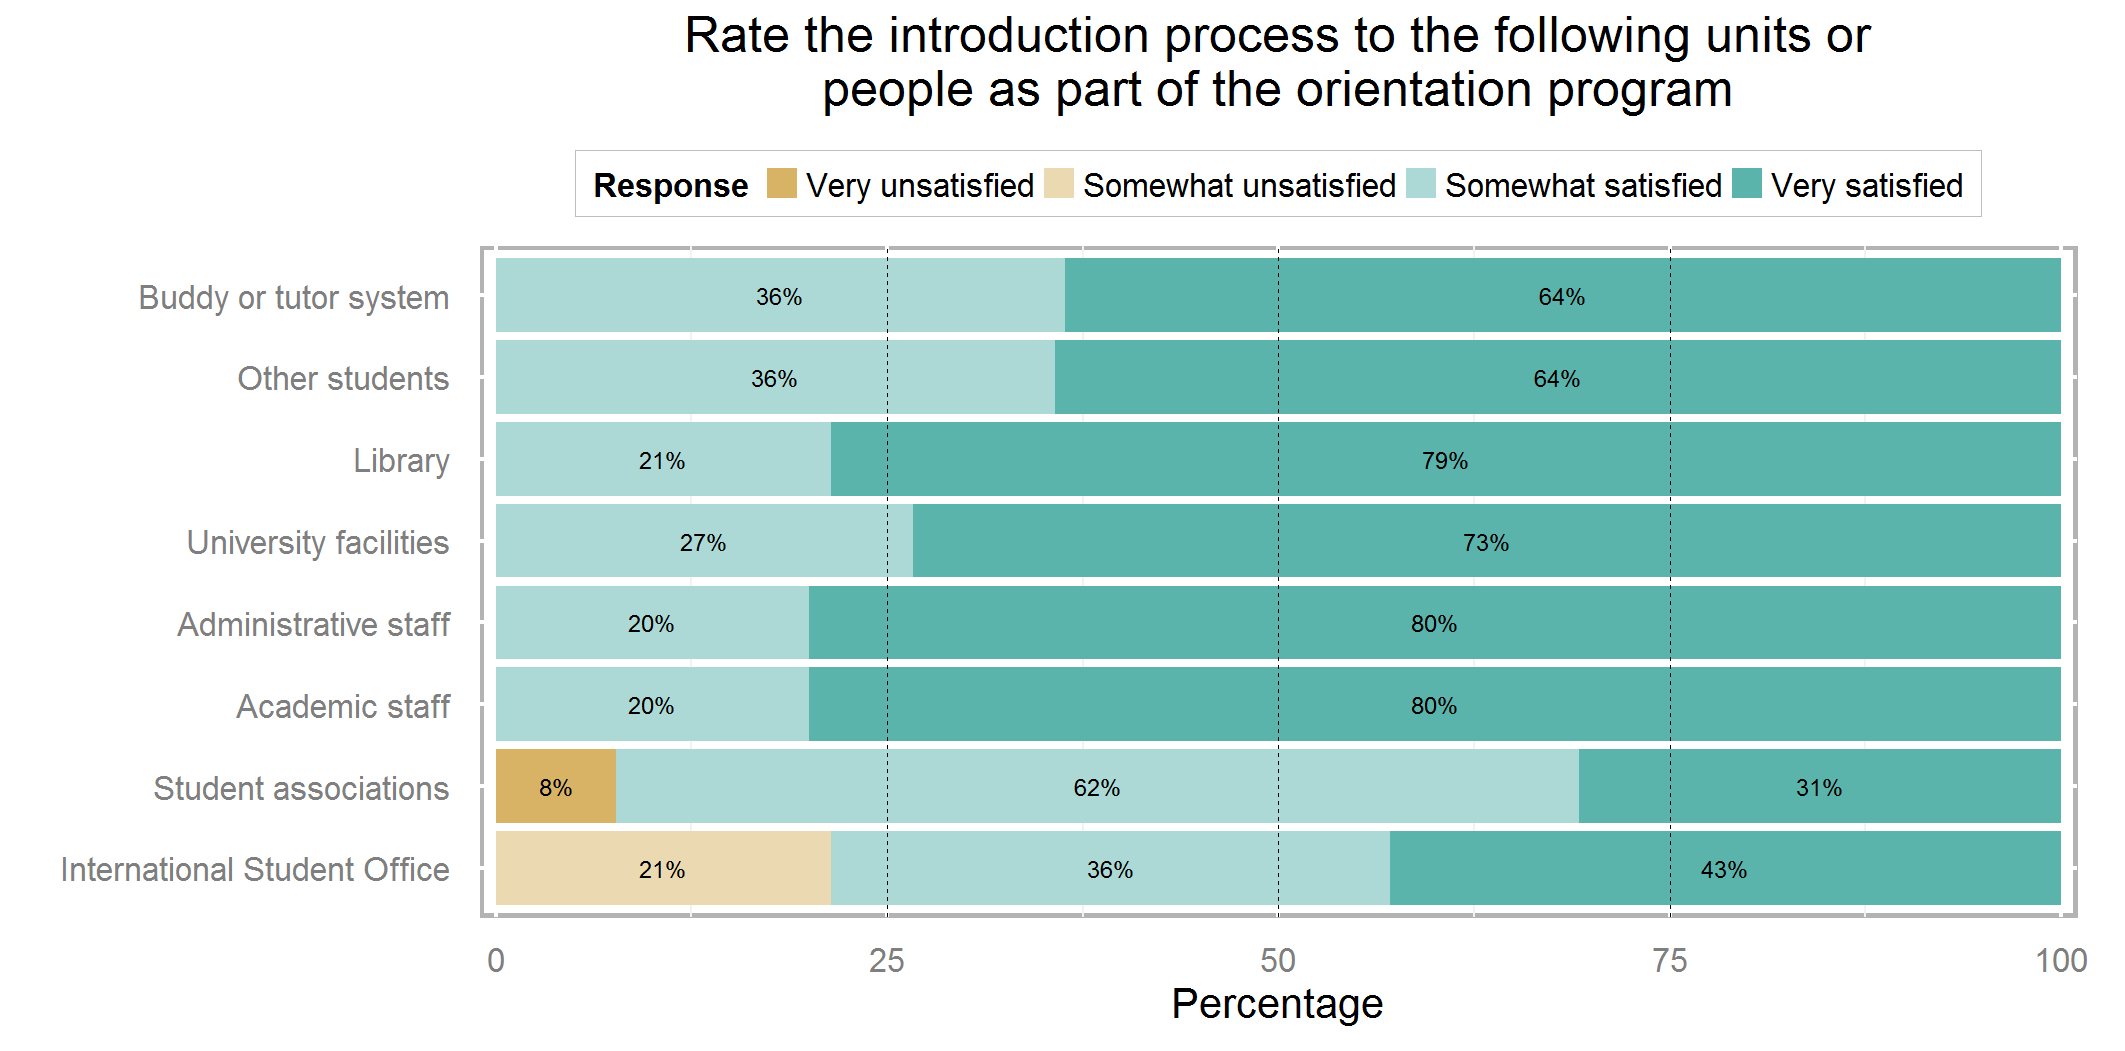 Rate the introduction process to the following units or
people as part of the orientation program
Response Very unsatisfied Somewhat unsatisfied Somewhat satisfied Very satisfied
Buddy or tutor system 36% 64%
Other students 36% 64%
Library 21% 79%
University facilities 27% 73%
Administrative staff 20% 80%
Academic staff 20% 80%
Student associations 8% 62% 31%
International Student Office 21% 36% 43%
0 25 50 75 100
Percentage